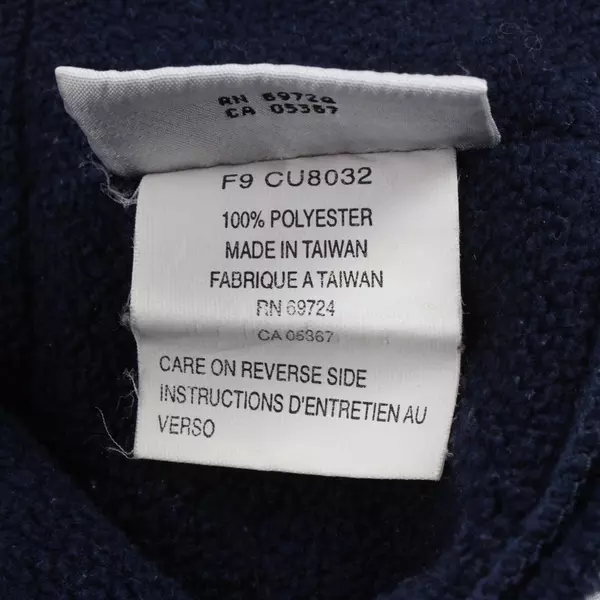 RN 69724
CA 05367
F9 CU8032
100% POLYESTER
MADE IN TAIWAN
FABRIQUE A TAIWAN
RN 69724
CA 05367
CARE ON REVERSE SIDE
INSTRUCTIONS D'ENTRETIEN AU
VERSO